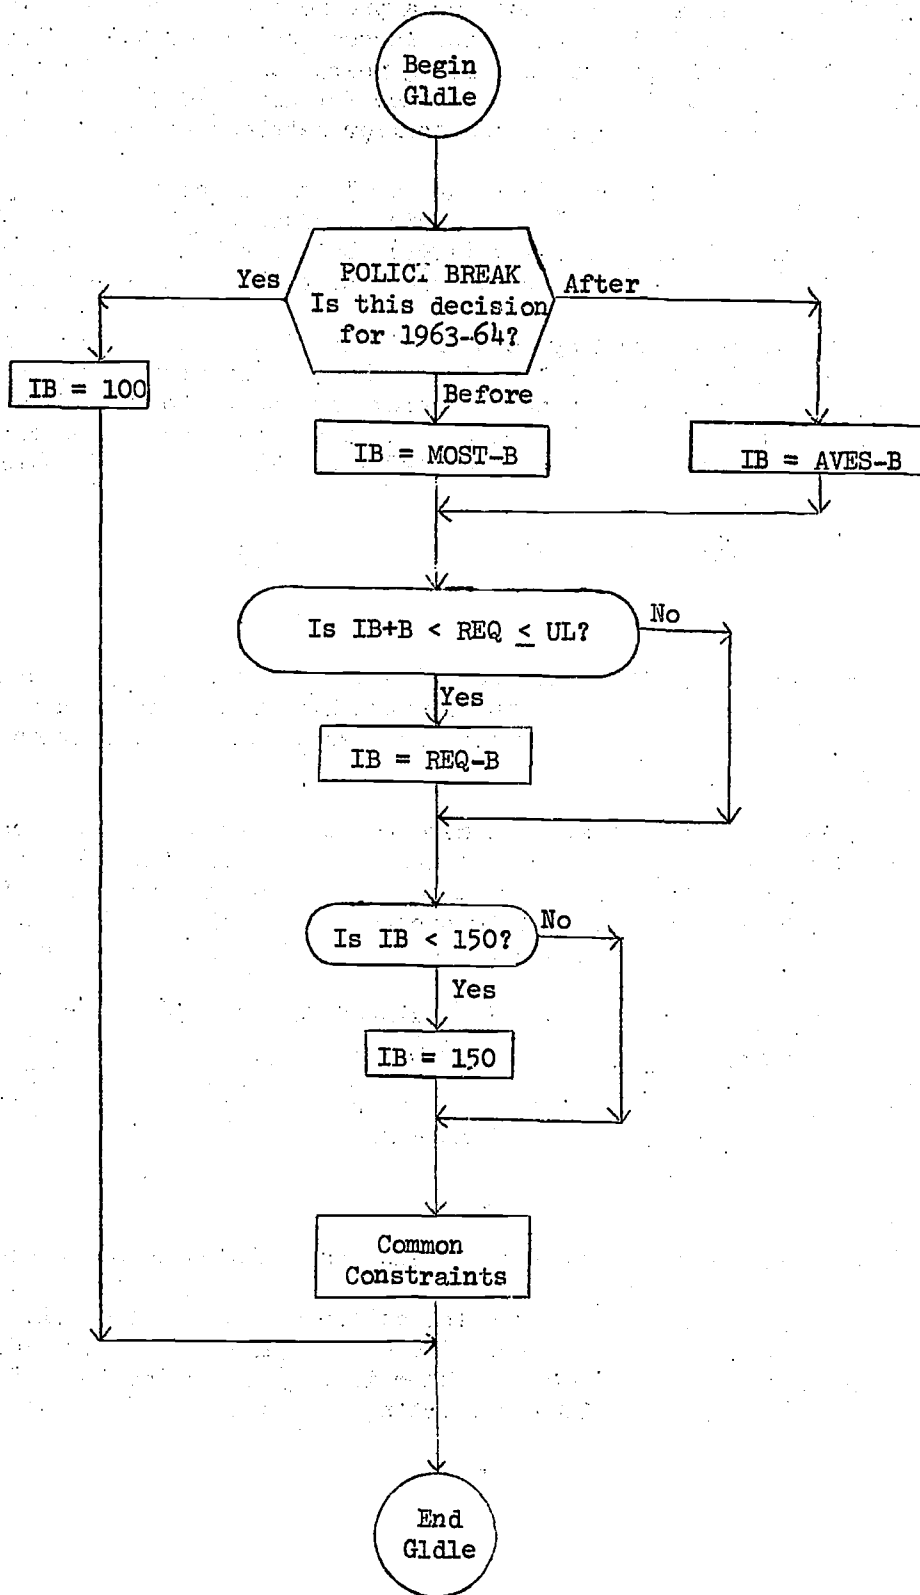 Begin
Gldle
Yes
POLICY BREAK
Is this decision
for 1963-64?
After
IB = 100
Before
IB = MOST-B
IB = AVES-B
Is IB+B < REQ ≤ UL?
No
Yes
IB = REQ-B
Is IB < 150?
No
Yes
IB = 150
Common
Constraints
End
Gldle